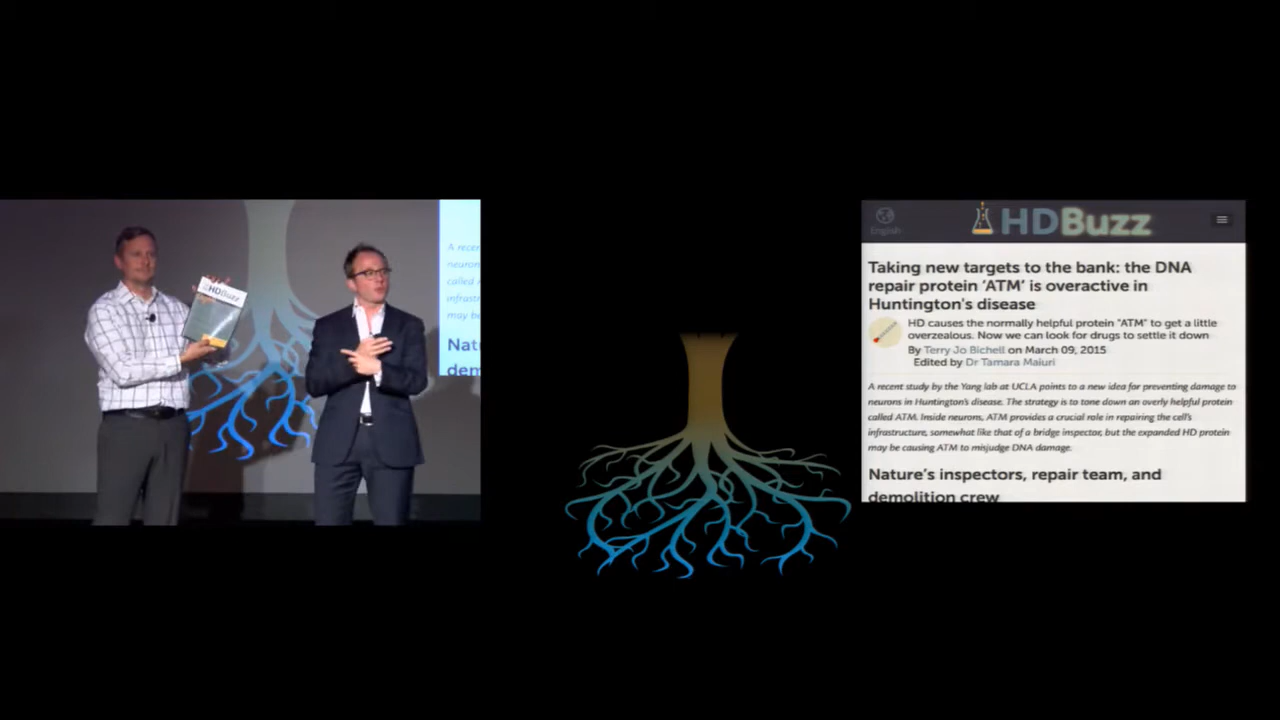 HDBuzz
A recen
neuron
called A
infrastr
may be
Natu
dem
English
HDBuzz
Taking new targets to the bank: the DNA
repair protein ‘ATM’ is overactive in
Huntington's disease
HD causes the normally helpful protein "ATM" to get a little
overzealous. Now we can look for drugs to settle it down
By Terry Jo Bichell on March 09, 2015
Edited by Dr Tamara Maiuri
A recent study by the Yang lab at UCLA points to a new idea for preventing damage to
neurons in Huntington's disease. The strategy is to tone down an overly helpful protein
called ATM. Inside neurons, ATM provides a crucial role in repairing the cell's
infrastructure, somewhat like that of a bridge inspector, but the expanded HD protein
may be causing ATM to misjudge DNA damage.
Nature’s inspectors, repair team, and
demolition crew